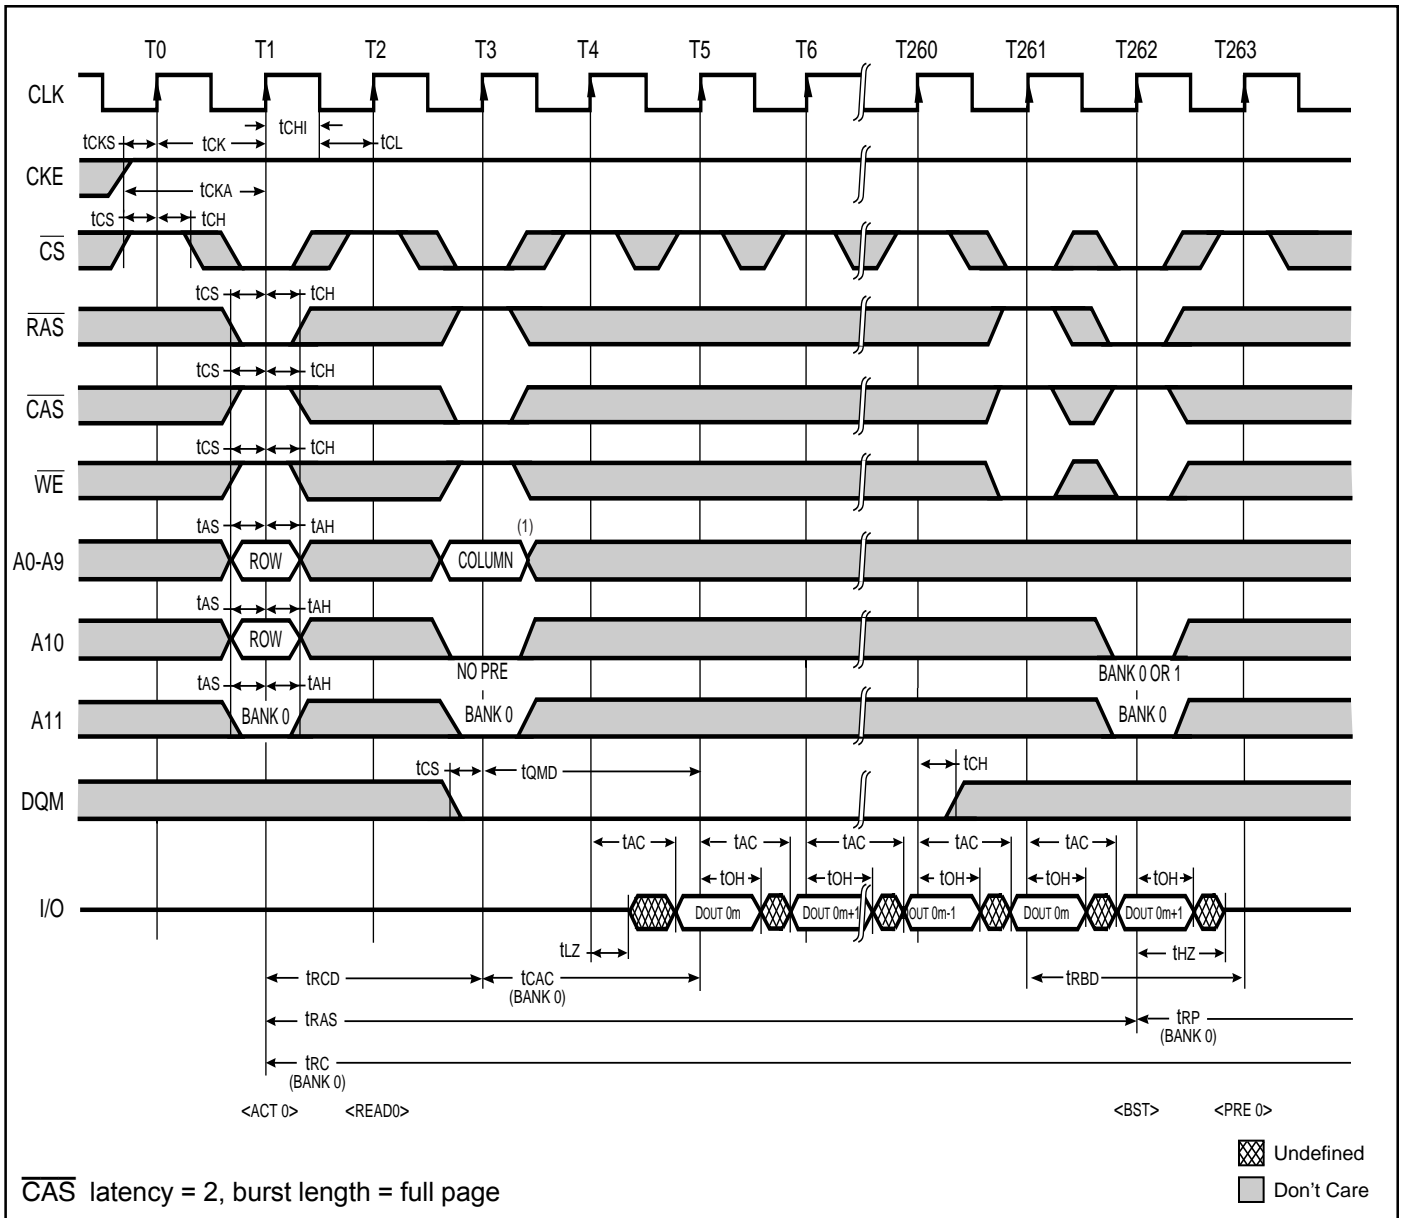 T0 T1 T2 T3 T4 T5 T6 T260 T261 T262 T263
CLK
tCHI
tCKS tCK tCL
CKE
tCKA
tCS tCH
CS
tCS tCH
RAS
tCS tCH
CAS
tCS tCH
WE
tAS tAH (1)
A0-A9 ROW COLUMN
tAS tAH
A10 ROW
NO PRE BANK 0 OR 1
tAS tAH
A11 BANK 0 BANK 0 BANK 0
tCS tQMD tCH
DQM
tAC tAC tAC tAC tAC
tOH tOH tOH tOH tOH
I/O DOUT 0m DOUT 0m+1 OUT 0m-1 DOUT 0m DOUT 0m+1
tLZ tHZ
tRCD tCAC tRBD
(BANK 0)
tRAS tRP
(BANK 0)
tRC
(BANK 0)
<ACT 0> <READ0> <BST> <PRE 0>
Undefined
Don't Care
CAS latency = 2, burst length = full page